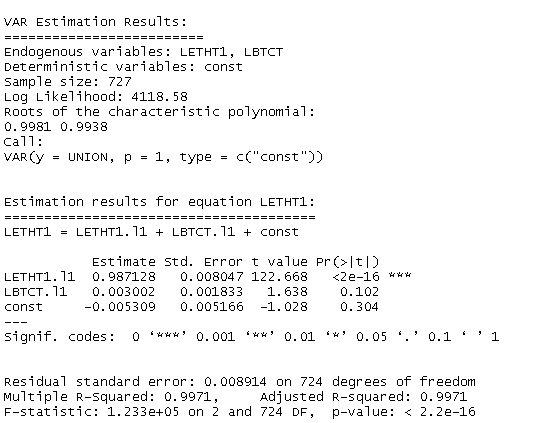 VAR Estimation Results:
=========================
Endogenous variables: LETHT1, LBTCT
Deterministic variables: const
Sample size: 727
Log Likelihood: 4118.58
Roots of the characteristic polynomial:
0.9981 0.9938
Call:
VAR(y = UNION, p = 1, type = c("const"))
Estimation results for equation LETHT1:
=======================================
LETHT1 = LETHT1.l1 + LBTCT.l1 + const
Estimate Std. Error t value Pr(>|t|)
LETHT1.l1 0.987128 0.008047 122.668 <2e-16 ***
LBTCT.l1 0.003002 0.001833 1.638 0.102
const -0.005309 0.005166 -1.028 0.304
---
Signif. codes: 0 ‘***’ 0.001 ‘**’ 0.01 ‘*’ 0.05 ‘.’ 0.1 ‘ ’ 1
Residual standard error: 0.008914 on 724 degrees of freedom
Multiple R-Squared: 0.9971, Adjusted R-squared: 0.9971
F-statistic: 1.233e+05 on 2 and 724 DF, p-value: < 2.2e-16